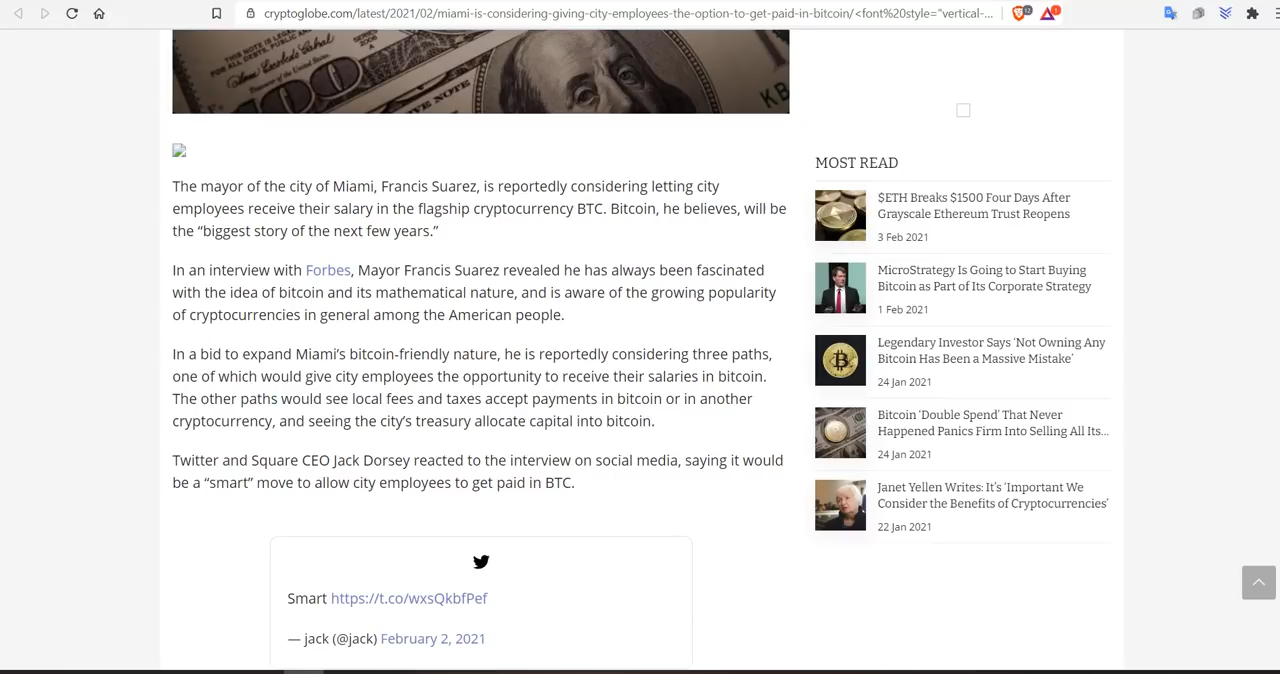 cryptoglobe.com/latest/2021/02/miami-is-considering-giving-city-employees-the-option-to-get-paid-in-bitcoin/<font%20style="vertical-...
12
1
THIS NOTE IS LEGAL
FOR ALL DEBTS,
100
KB
The mayor of the city of Miami, Francis Suarez, is reportedly considering letting city
employees receive their salary in the flagship cryptocurrency BTC. Bitcoin, he believes, will be
the “biggest story of the next few years.”
In an interview with Forbes, Mayor Francis Suarez revealed he has always been fascinated
with the idea of bitcoin and its mathematical nature, and is aware of the growing popularity
of cryptocurrencies in general among the American people.
In a bid to expand Miami’s bitcoin-friendly nature, he is reportedly considering three paths,
one of which would give city employees the opportunity to receive their salaries in bitcoin.
The other paths would see local fees and taxes accept payments in bitcoin or in another
cryptocurrency, and seeing the city’s treasury allocate capital into bitcoin.
Twitter and Square CEO Jack Dorsey reacted to the interview on social media, saying it would
be a “smart” move to allow city employees to get paid in BTC.
Smart https://t.co/wxsQkbfPef
— jack (@jack) February 2, 2021
MOST READ
$ETH Breaks $1500 Four Days After
Grayscale Ethereum Trust Reopens
3 Feb 2021
MicroStrategy Is Going to Start Buying
Bitcoin as Part of Its Corporate Strategy
1 Feb 2021
Legendary Investor Says ‘Not Owning Any
Bitcoin Has Been a Massive Mistake’
24 Jan 2021
Bitcoin ‘Double Spend’ That Never
Happened Panics Firm Into Selling All Its...
24 Jan 2021
Janet Yellen Writes: It’s ‘Important We
Consider the Benefits of Cryptocurrencies’
22 Jan 2021